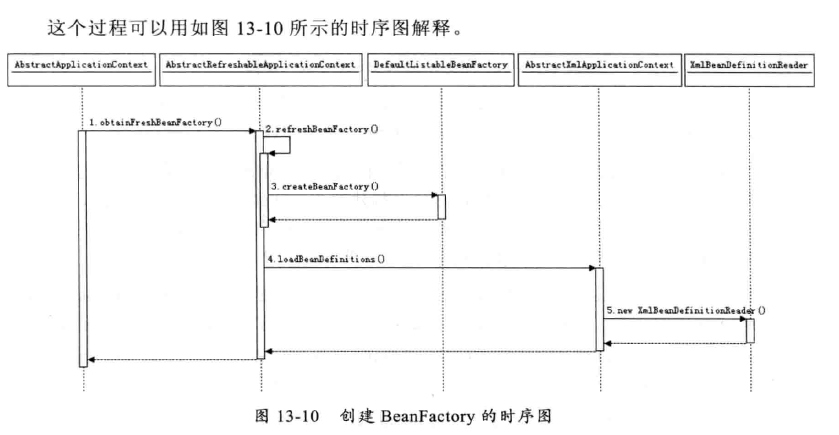 这个过程可以用如图 13-10 所示的时序图解释。
AbstractApplicationContext
AbstractRefreshableApplicationContext
DefaultListableBeanFactory
AbstractXmlApplicationContext
XmlBeanDefinitionReader
1.obtainFreshBeanFactory()
2.refreshBeanFactory()
3.createBeanFactory()
4.loadBeanDefinitions()
5.new XmlBeanDefinitionReader()
图 13-10 创建 BeanFactory 的时序图